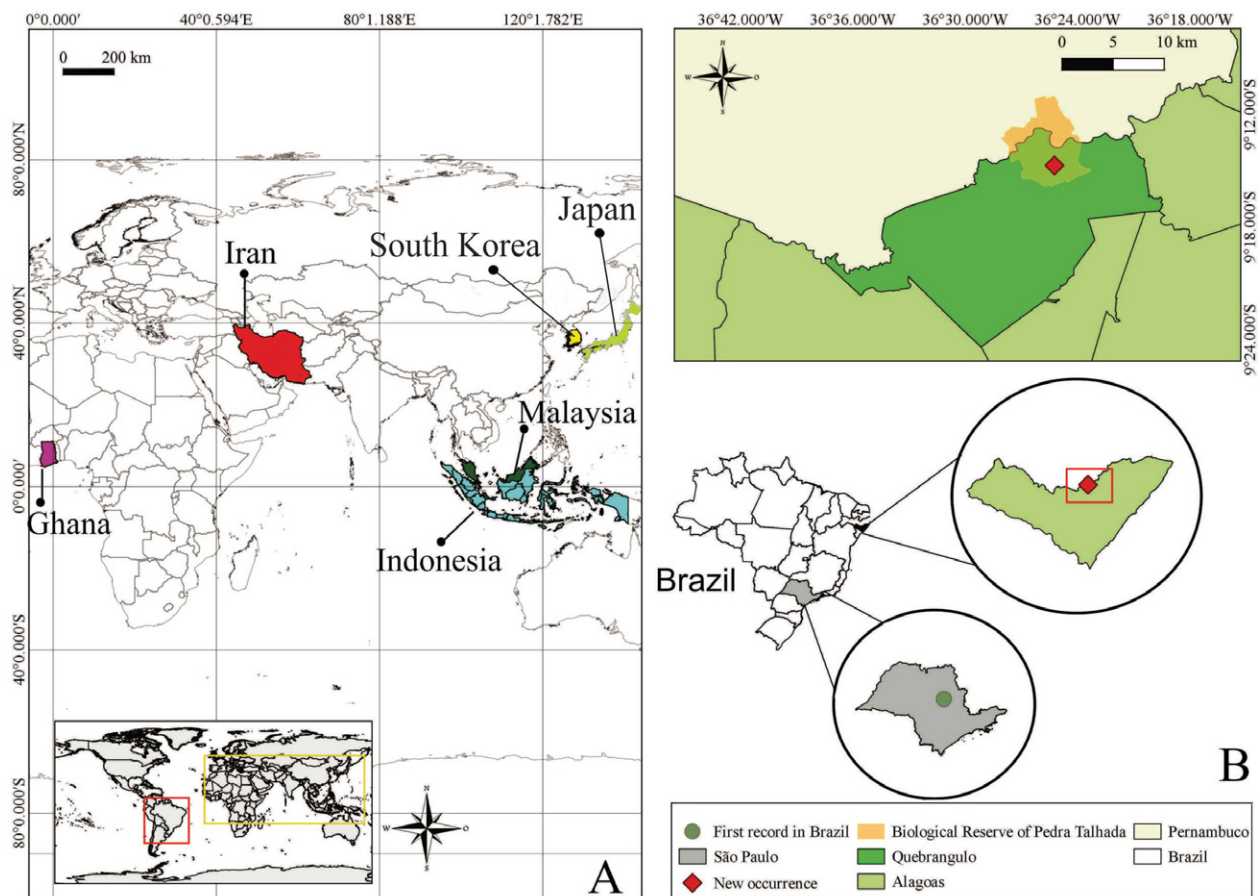 0°0.000' 40°0.594' 80°1.188' 120°1.782'
0 200 km
80°0.000'N
40°0.000'N
0°0.000'
40°0.000'S
80°0.000'S
N
W O
S
Japan
South Korea
Iran
Malaysia
Ghana
Indonesia
A
36°42.000'W 36°36.000'W 36°30.000'W 36°24.000'W 36°18.000'W
N
W O
S
0 5 10 km
9°12.000'S
9°18.000'S
9°24.000'S
Brazil
B
First record in Brazil Biological Reserve of Pedra Talhada Pernambuco
São Paulo Quebrangulo Brazil
New occurrence Alagoas